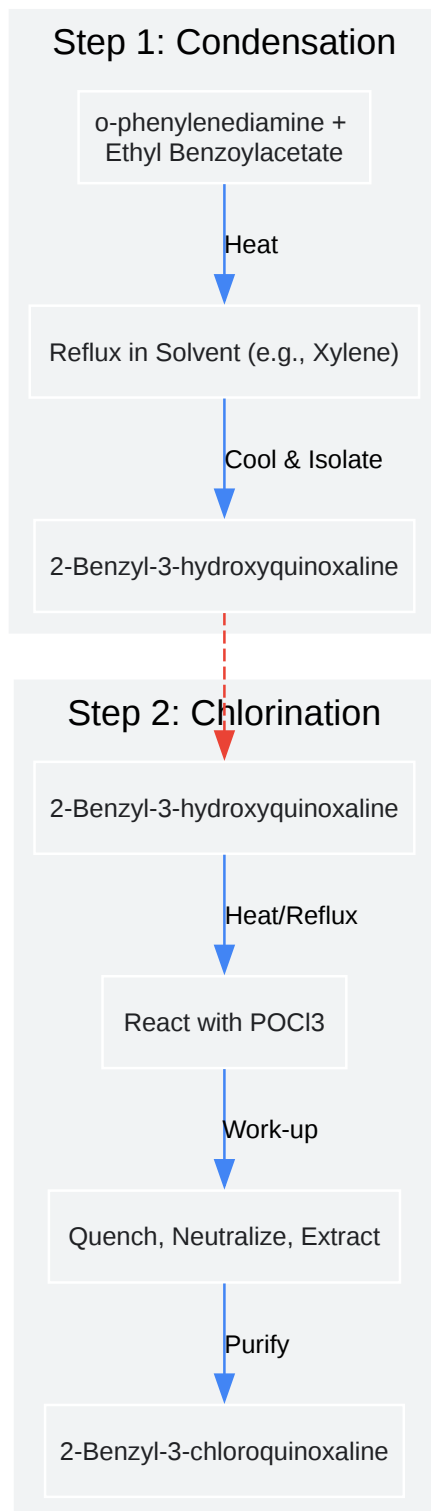 Step 1: Condensation
o-phenylenediamine +
Ethyl Benzoylacetate
Heat
Reflux in Solvent (e.g., Xylene)
Cool & Isolate
2-Benzyl-3-hydroxyquinoxaline
Step 2: Chlorination
2-Benzyl-3-hydroxyquinoxaline
Heat/Reflux
React with POCl3
Work-up
Quench, Neutralize, Extract
Purify
2-Benzyl-3-chloroquinoxaline